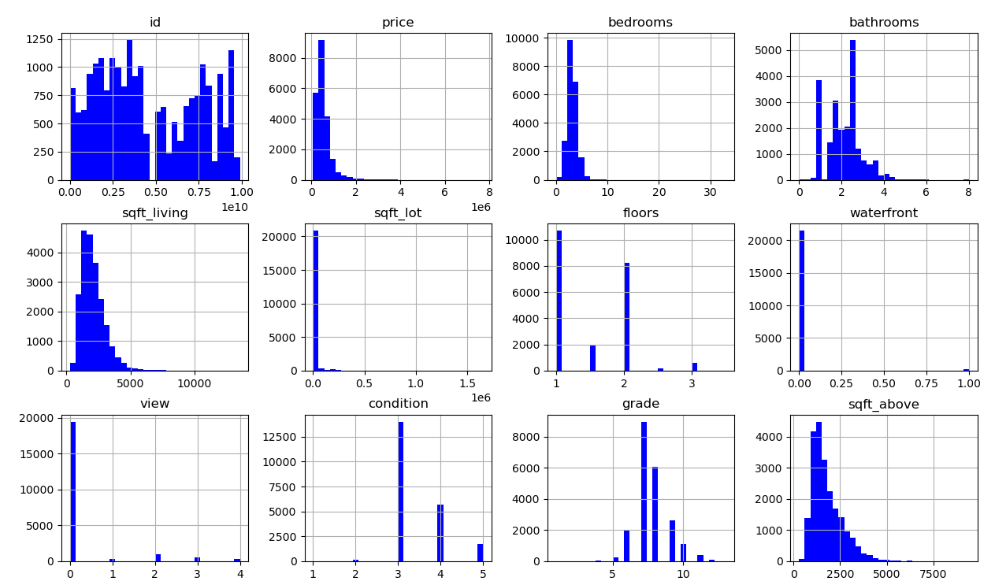 id
1250
1000
750
500
250
0
0.00 0.25 0.50 0.75 1.00
1e10
price
8000
6000
4000
2000
0
0 2 4 6 8
1e6
bedrooms
10000
8000
6000
4000
2000
0
0 10 20 30
bathrooms
5000
4000
3000
2000
1000
0
0 2 4 6 8
sqft_living
4000
3000
2000
1000
0
0 5000 10000
sqft_lot
20000
15000
10000
5000
0
0.0 0.5 1.0 1.5
1e6
floors
10000
8000
6000
4000
2000
0
1 2 3
waterfront
20000
15000
10000
5000
0
0.00 0.25 0.50 0.75 1.00
view
20000
15000
10000
5000
0
0 1 2 3 4
condition
12500
10000
7500
5000
2500
0
1 2 3 4 5
grade
8000
6000
4000
2000
0
5 10
sqft_above
4000
3000
2000
1000
0
0 2500 5000 7500